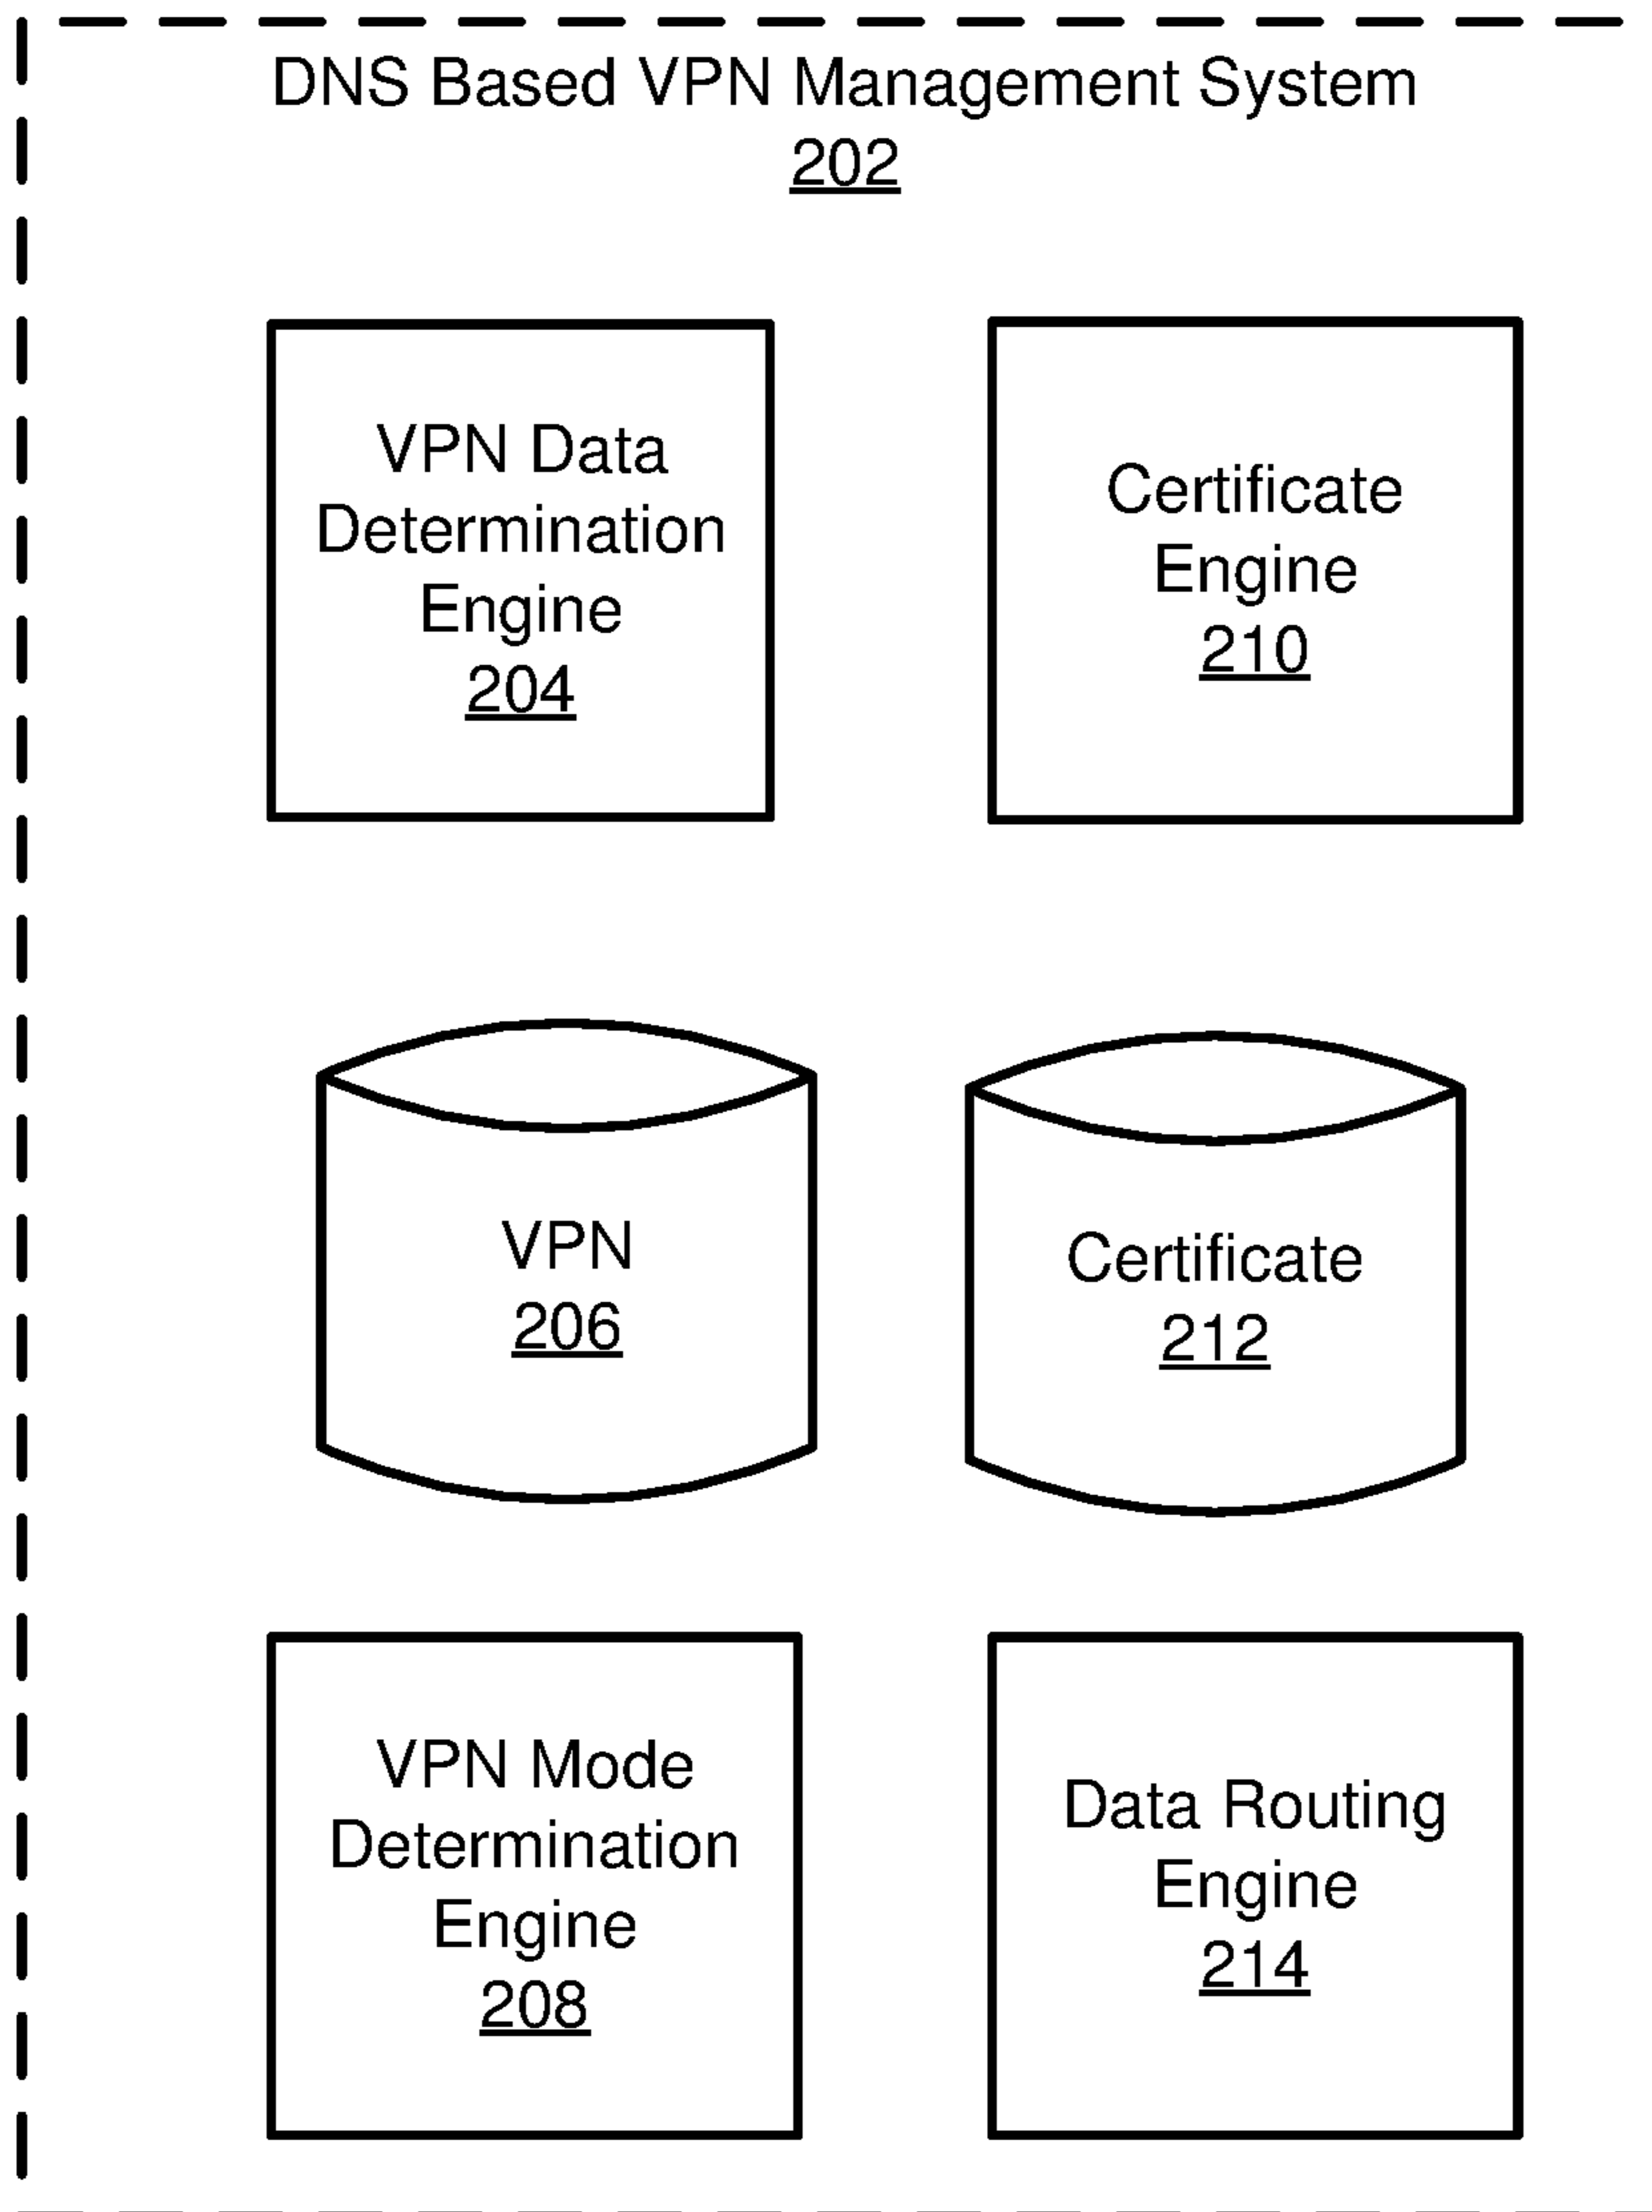 DNS Based VPN Management System
202
VPN Data
Determination
Engine
204
Certificate
Engine
210
VPN
206
Certificate
212
VPN Mode
Determination
Engine
208
Data Routing
Engine
214